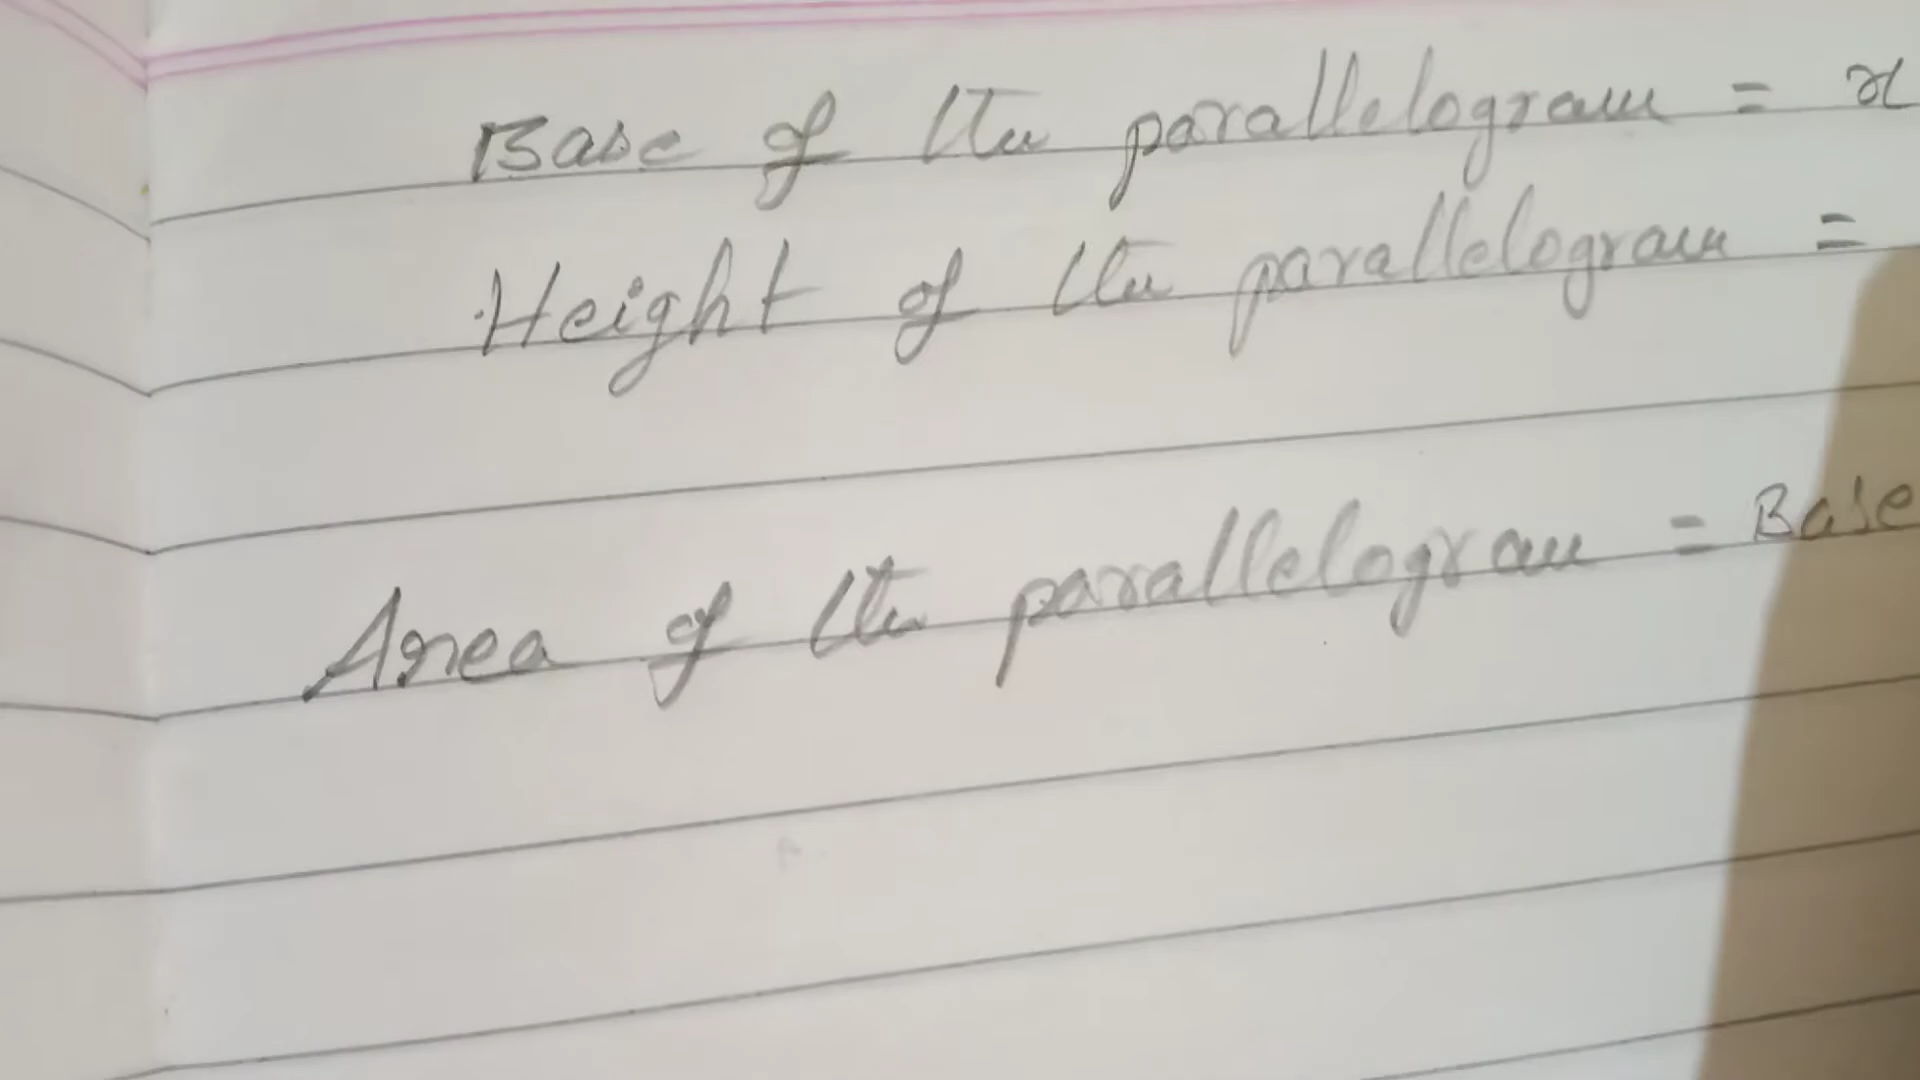 Base of the parallelogram = x
Height of the parallelogram =
Area of the parallelogram = Base